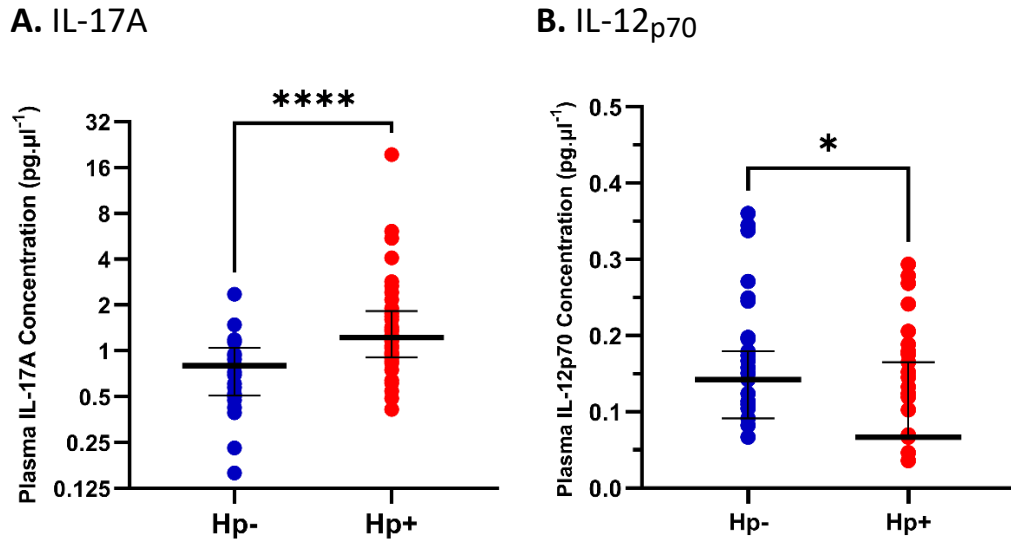 A. IL-17A
Plasma IL-17A Concentration (pg.µl⁻¹)
32
16
8
4
2
1
0.5
0.25
0.125
****
Hp-
Hp+
B. IL-12p70
Plasma IL-12p70 Concentration (pg.µl⁻¹)
0.5
0.4
0.3
0.2
0.1
0.0
*
Hp-
Hp+